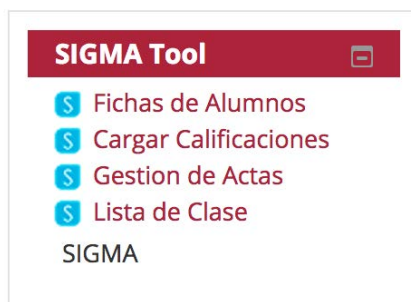 SIGMA Tool
S Fichas de Alumnos
S Cargar Calificaciones
S Gestion de Actas
S Lista de Clase
SIGMA